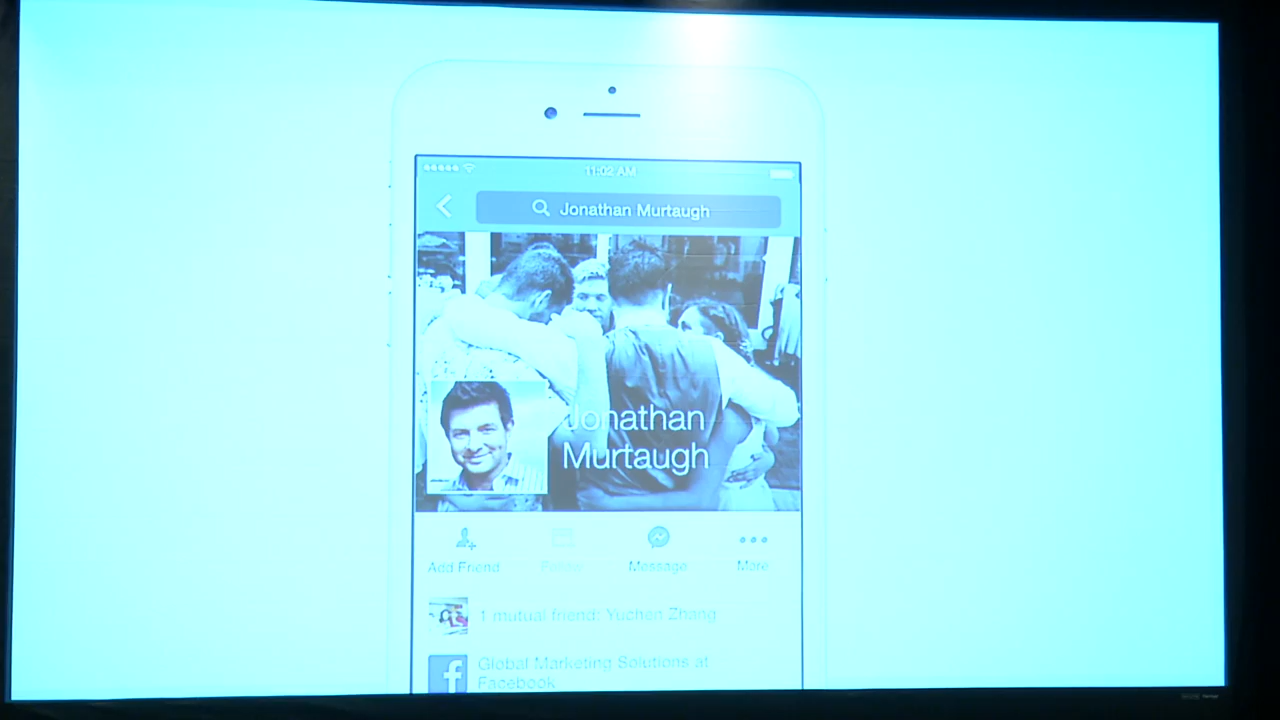 11:02 AM
Jonathan Murtaugh
Jonathan
Murtaugh
Add Friend
Follow
Message
More
1 mutual friend: Yuchen Zhang
Global Marketing Solutions at
Facebook